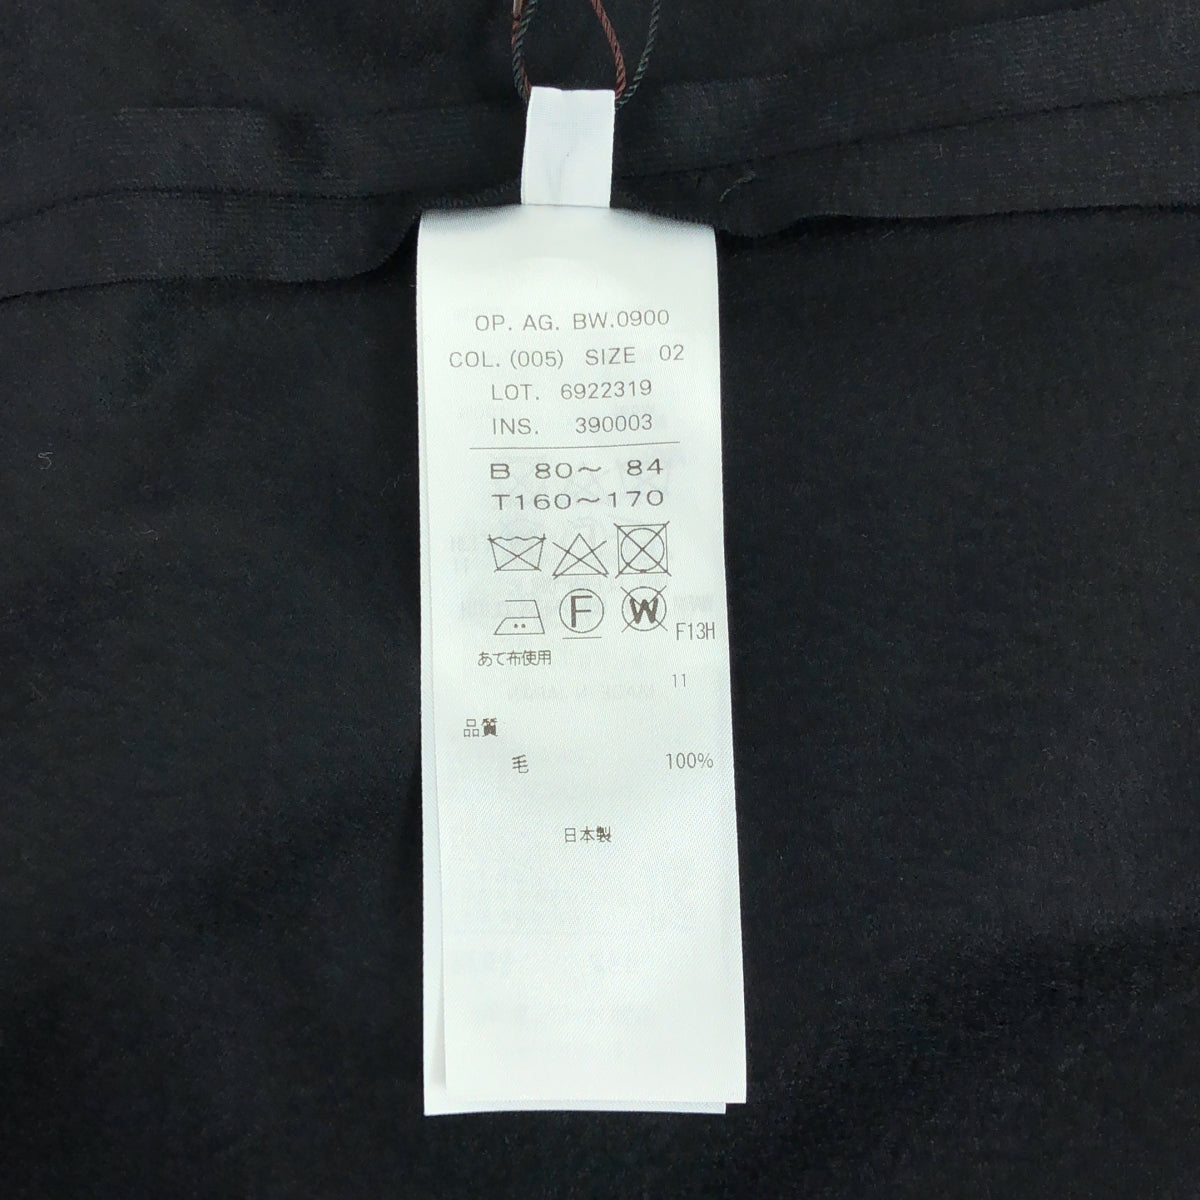 OP. AG. BW.0900
COL. (005) SIZE 02
LOT. 6922319
INS. 390003
B 80～ 84
T160～170
F W F13H
あて布使用
11
品質
毛 100%
日本製